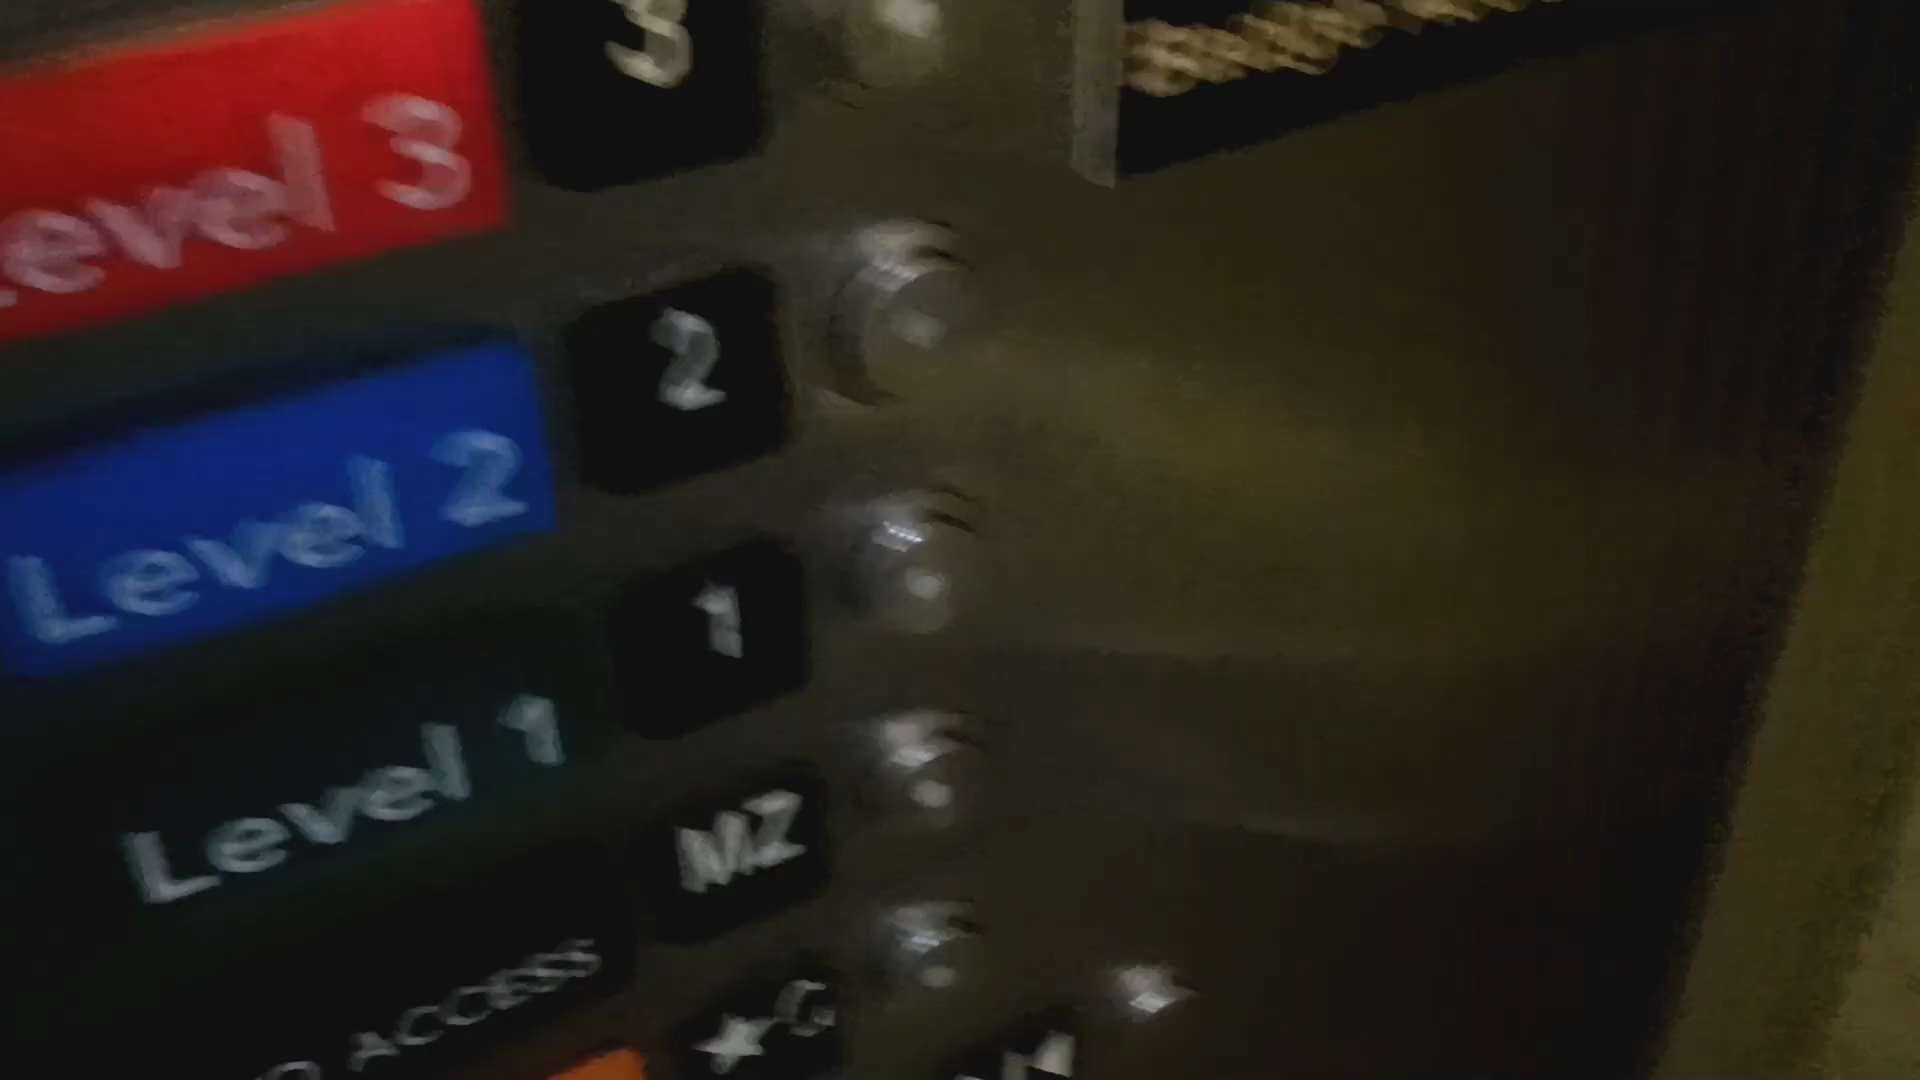 3
Level 3
2
Level 2
1
Level 1
MZ
ACCESS
★G